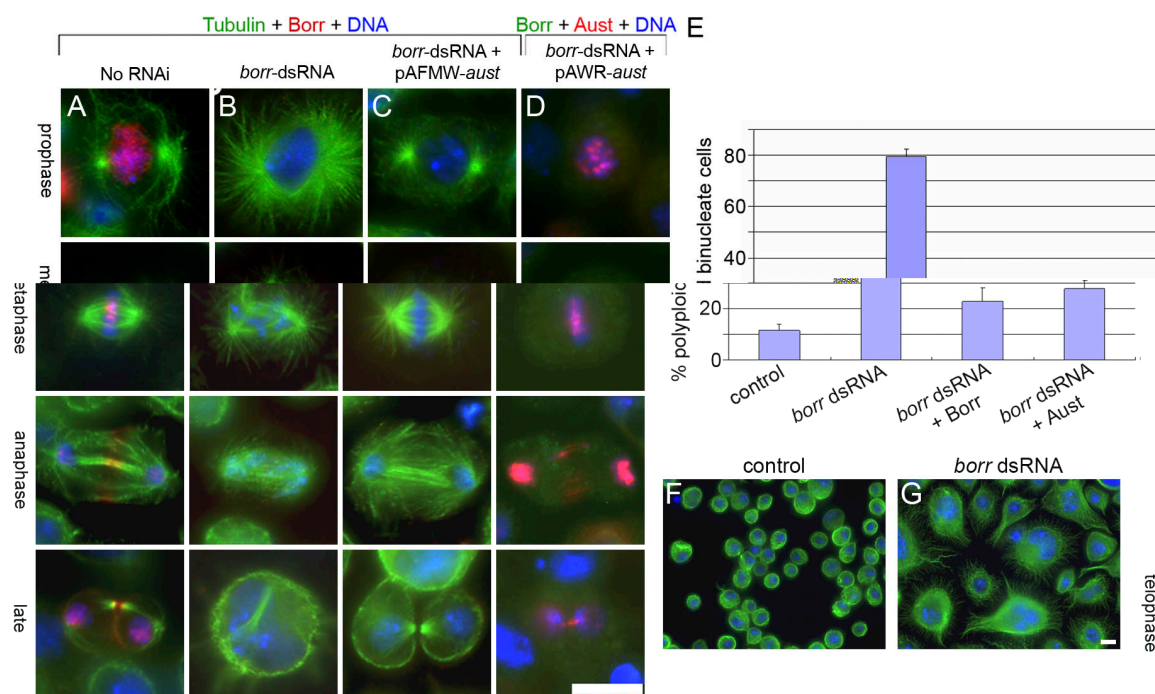 Tubulin + Borr + DNA
Borr + Aust + DNA
E
No RNAi
borr-dsRNA
borr-dsRNA +
pAFMW-aust
borr-dsRNA +
pAWR-aust
A
B
C
D
prophase
me
etaphase
anaphase
late
telophase
% polyploid
l binucleate cells
80
60
40
20
0
control
borr dsRNA
borr dsRNA
+ Borr
borr dsRNA
+ Aust
control
borr dsRNA
F
G